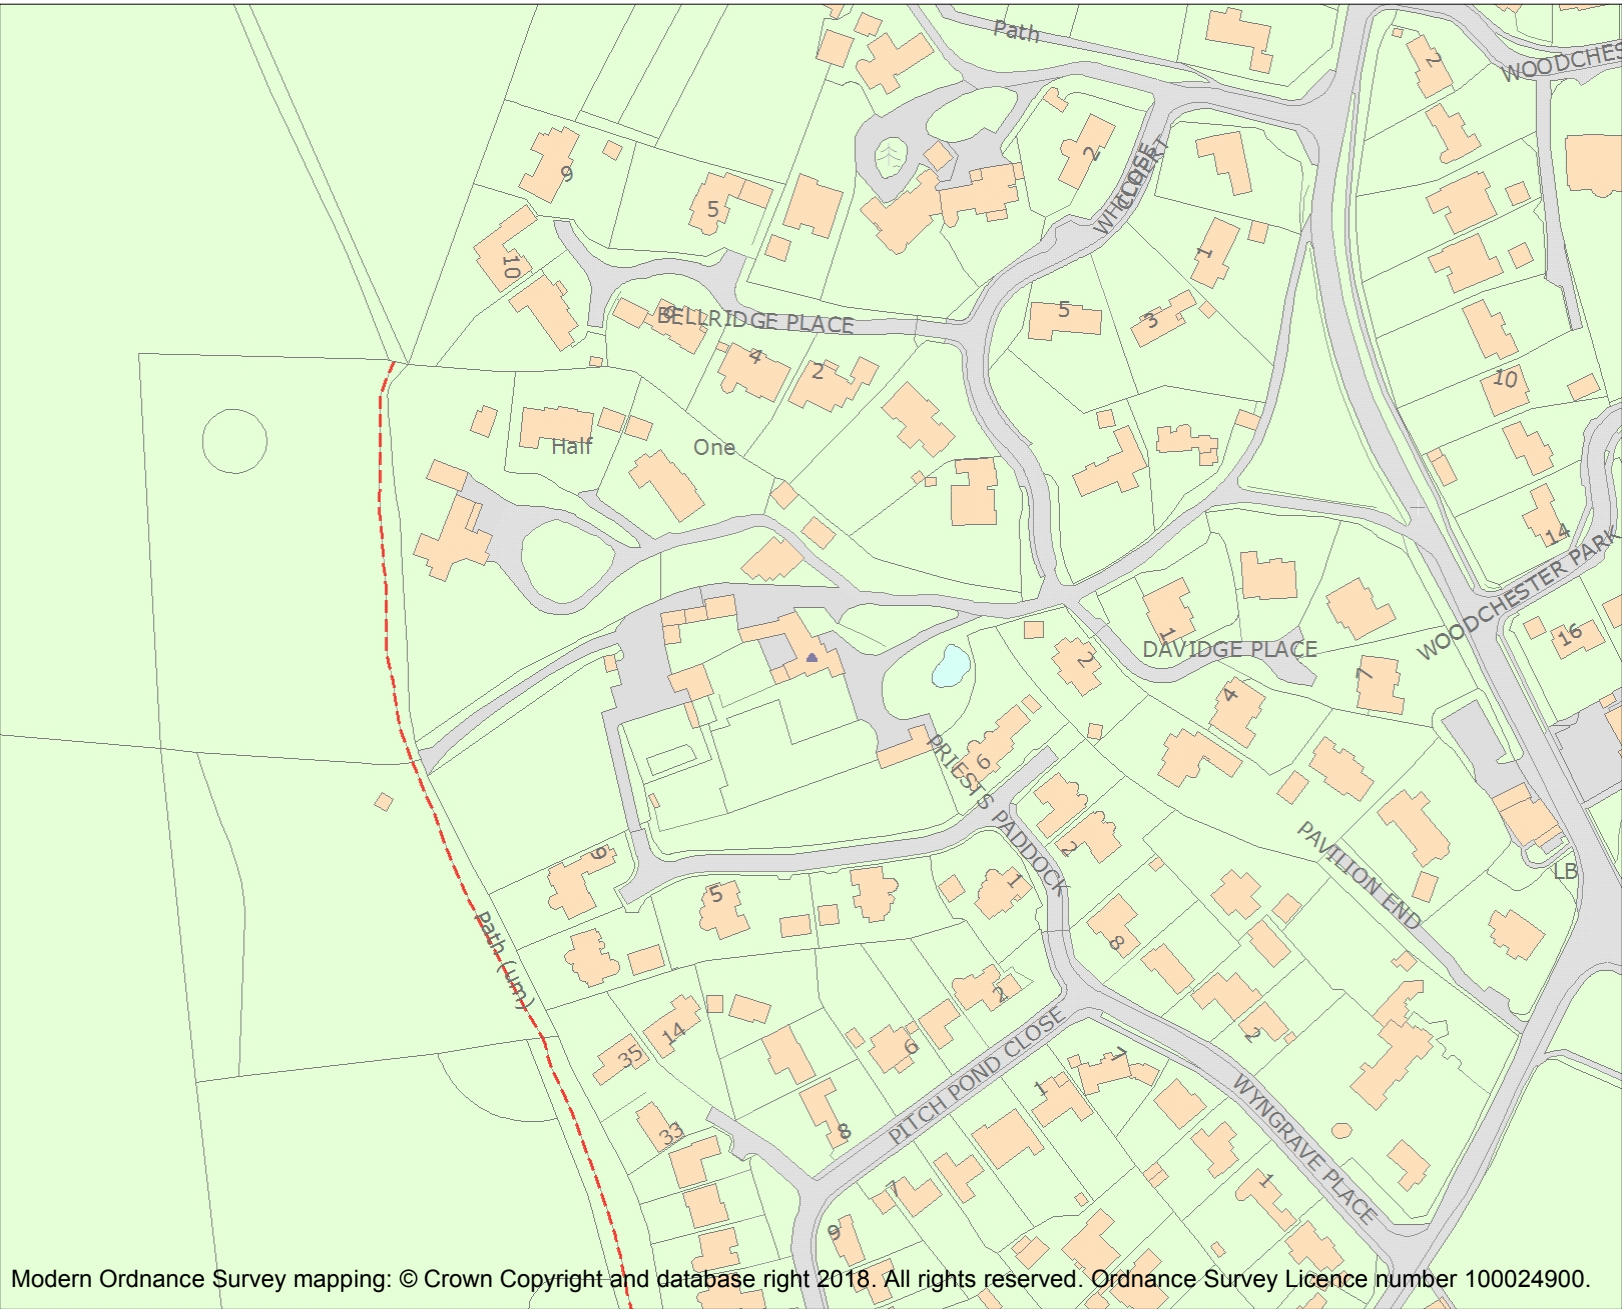 Path
WOODCHES
2
9
2
WHICHERT
CLOSE
5
1
10
5
3
6
BELLRIDGE PLACE
4
2
10
Half
One
14
WOODCHESTER PARK
16
1
DAVIDGE PLACE
2
7
4
6
PRIESTS PADDOCK
2
PAVILION END
LB
9
5
1
8
Path (um)
2
14
35
6
2
PITCH POND CLOSE
7
1
WYNGRAVE PLACE
33
8
7
1
9
Modern Ordnance Survey mapping: © Crown Copyright and database right 2018. All rights reserved. Ordnance Survey Licence number 100024900.